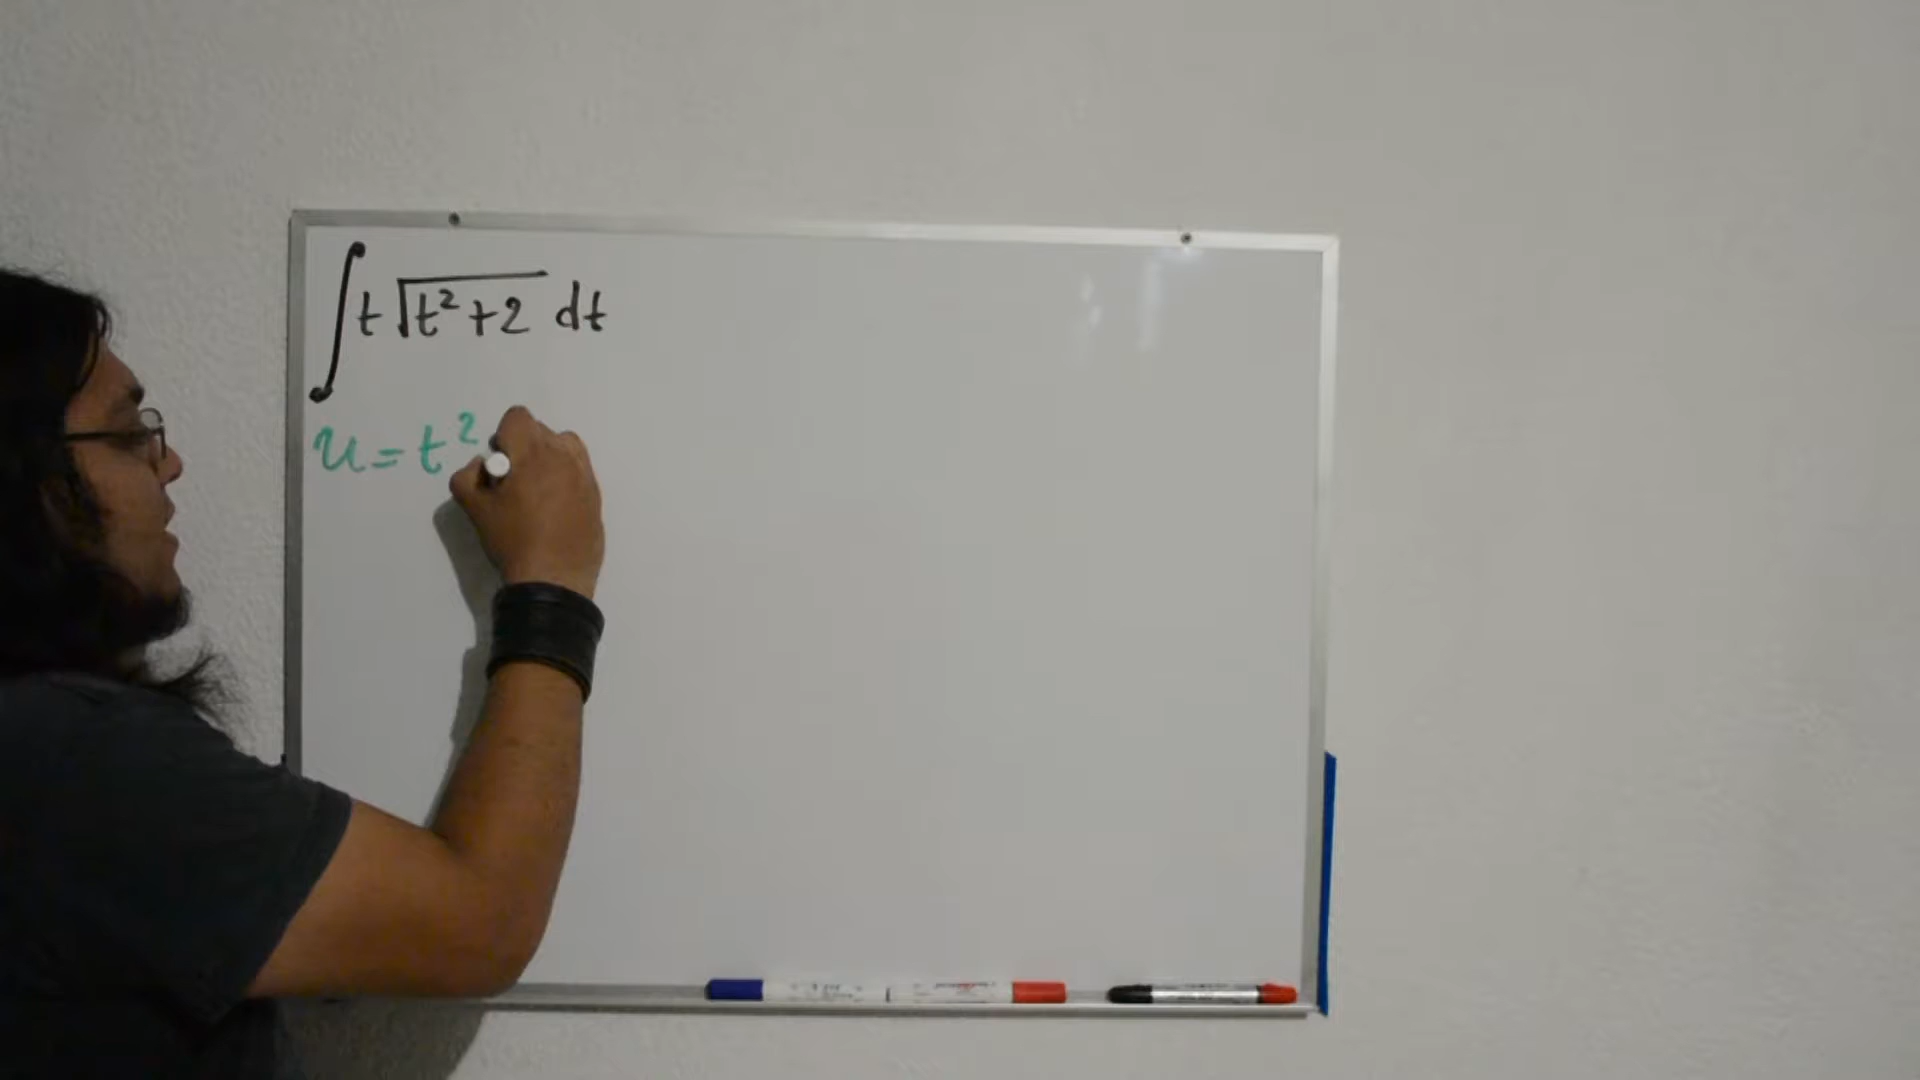 ∫ t √(t²+2) dt
u = t²